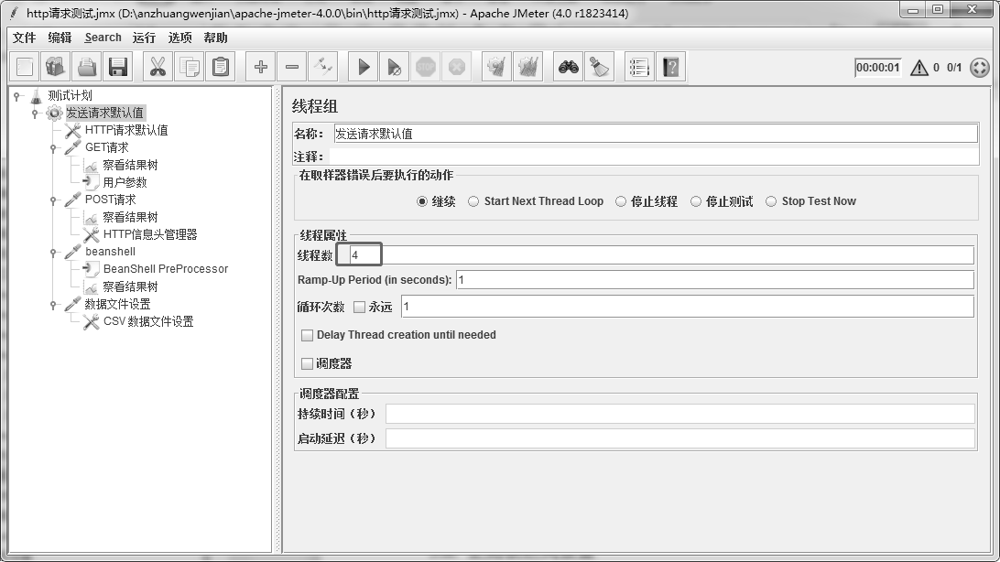 http请求测试.jmx (D:\anzhuangwenjian\apache-jmeter-4.0.0\bin\http请求测试.jmx) - Apache JMeter (4.0 r1823414)
文件 编辑 Search 运行 选项 帮助
00:00:01 0 0/1
测试计划
发送请求默认值
HTTP请求默认值
GET请求
察看结果树
用户参数
POST请求
察看结果树
HTTP信息头管理器
beanshell
BeanShell PreProcessor
察看结果树
数据文件设置
CSV 数据文件设置
线程组
名称： 发送请求默认值
注释：
在取样器错误后要执行的动作
继续 Start Next Thread Loop 停止线程 停止测试 Stop Test Now
线程属性
线程数 4
Ramp-Up Period (in seconds): 1
循环次数 永远 1
Delay Thread creation until needed
调度器
调度器配置
持续时间（秒）
启动延迟（秒）